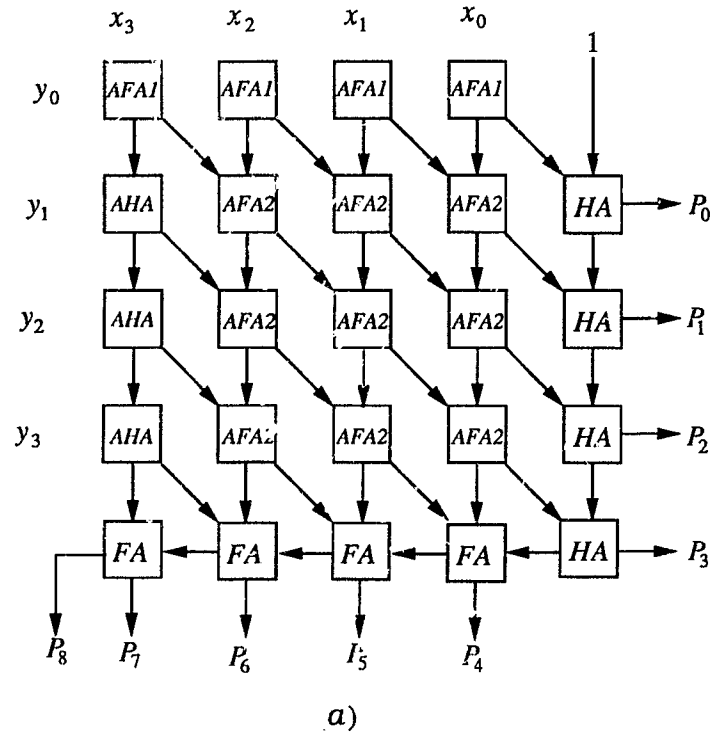 x3 x2 x1 x0
1
y0 AFA1 AFA1 AFA1 AFA1
y1 AHA AFA2 AFA2 AFA2 HA P0
y2 AHA AFA2 AFA2 AFA2 HA P1
y3 AHA AFA2 AFA2 AFA2 HA P2
FA FA FA FA HA P3
P8 P7 P6 I5 P4
a)